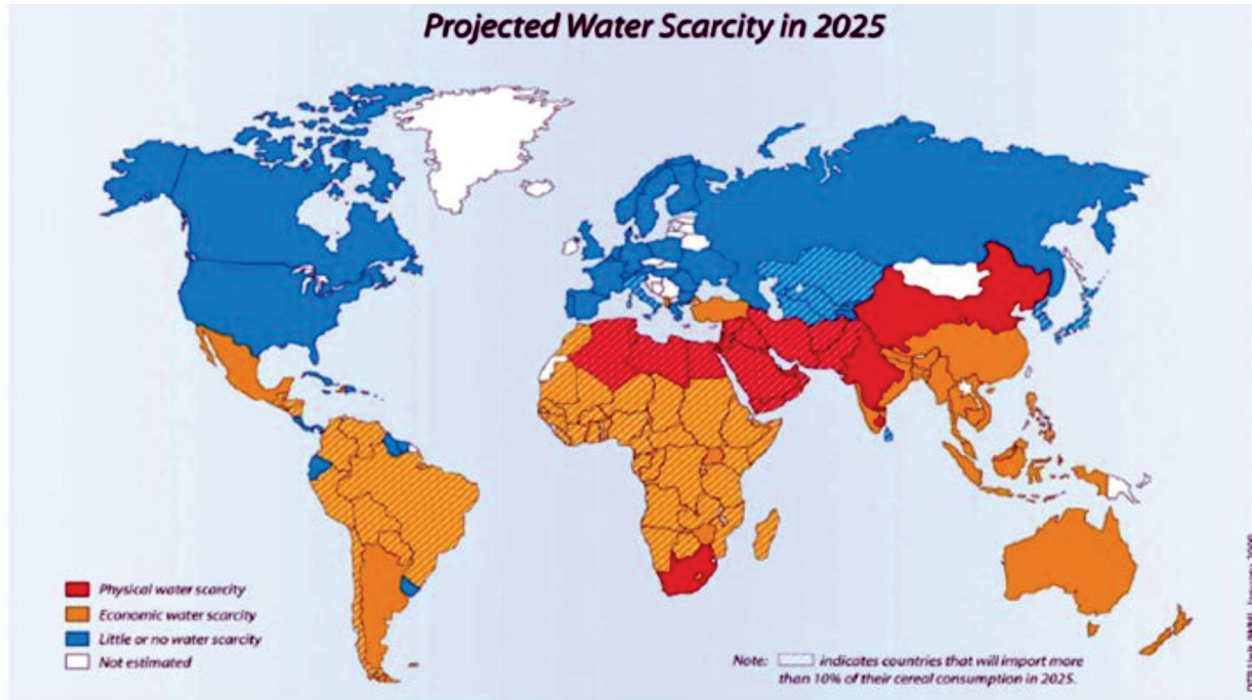 Projected Water Scarcity in 2025
Physical water scarcity
Economic water scarcity
Little or no water scarcity
Not estimated
Note: indicates countries that will import more
than 10% of their cereal consumption in 2025.